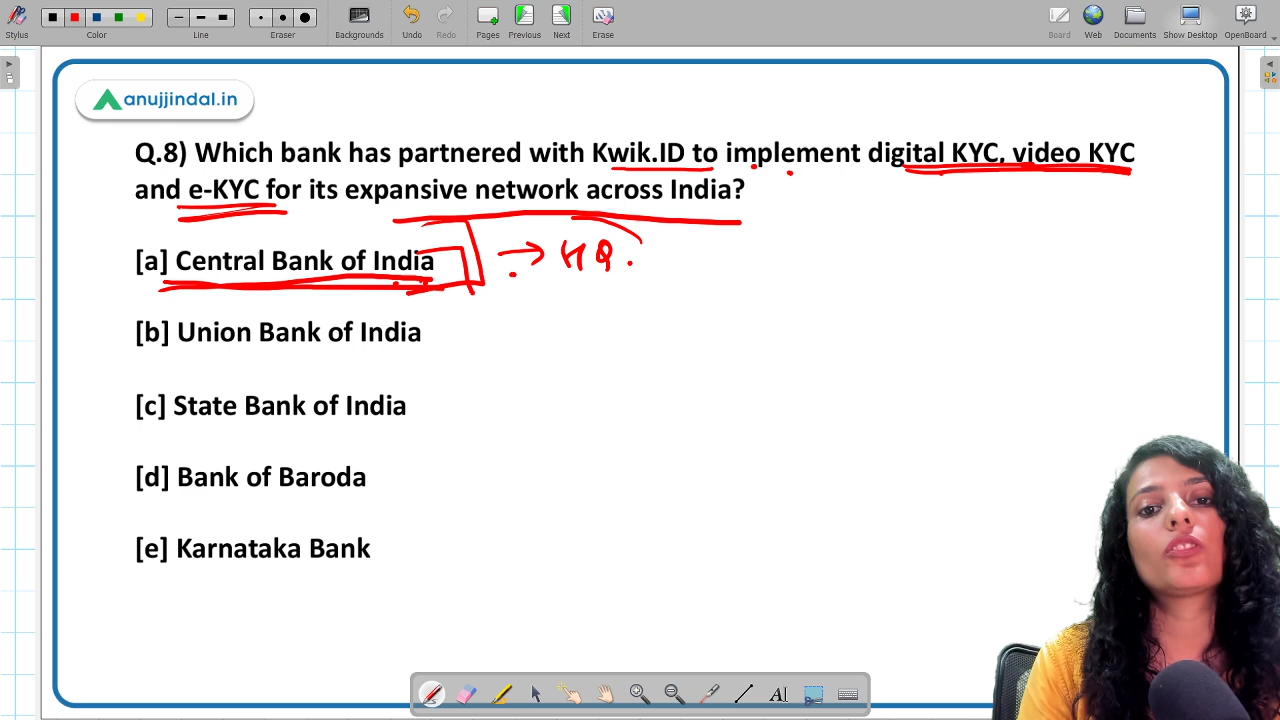 Stylus
Color
Line
Eraser
Backgrounds
Undo
Redo
Pages
Previous
Next
Erase
Board
Web
Documents
Show Desktop
OpenBoard
anujjindal.in
Q.8) Which bank has partnered with Kwik.ID to implement digital KYC, video KYC
and e-KYC for its expansive network across India?
[a] Central Bank of India
→ HQ
[b] Union Bank of India
[c] State Bank of India
[d] Bank of Baroda
[e] Karnataka Bank
AI